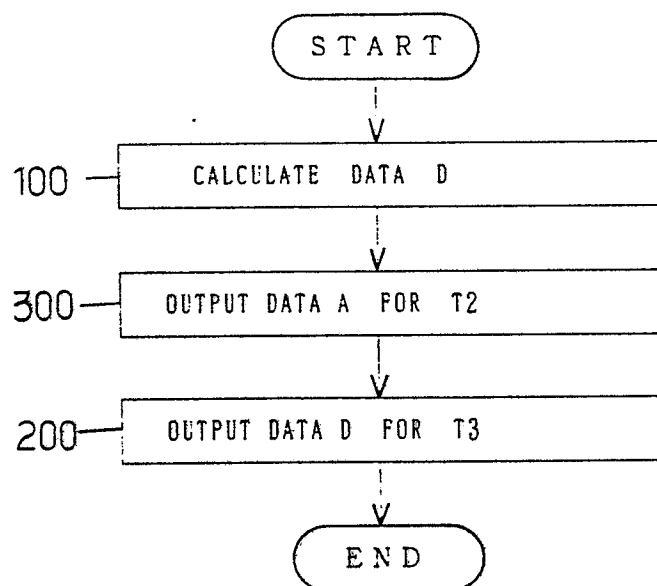 START
100 CALCULATE DATA D
300 OUTPUT DATA A FOR T2
200 OUTPUT DATA D FOR T3
END